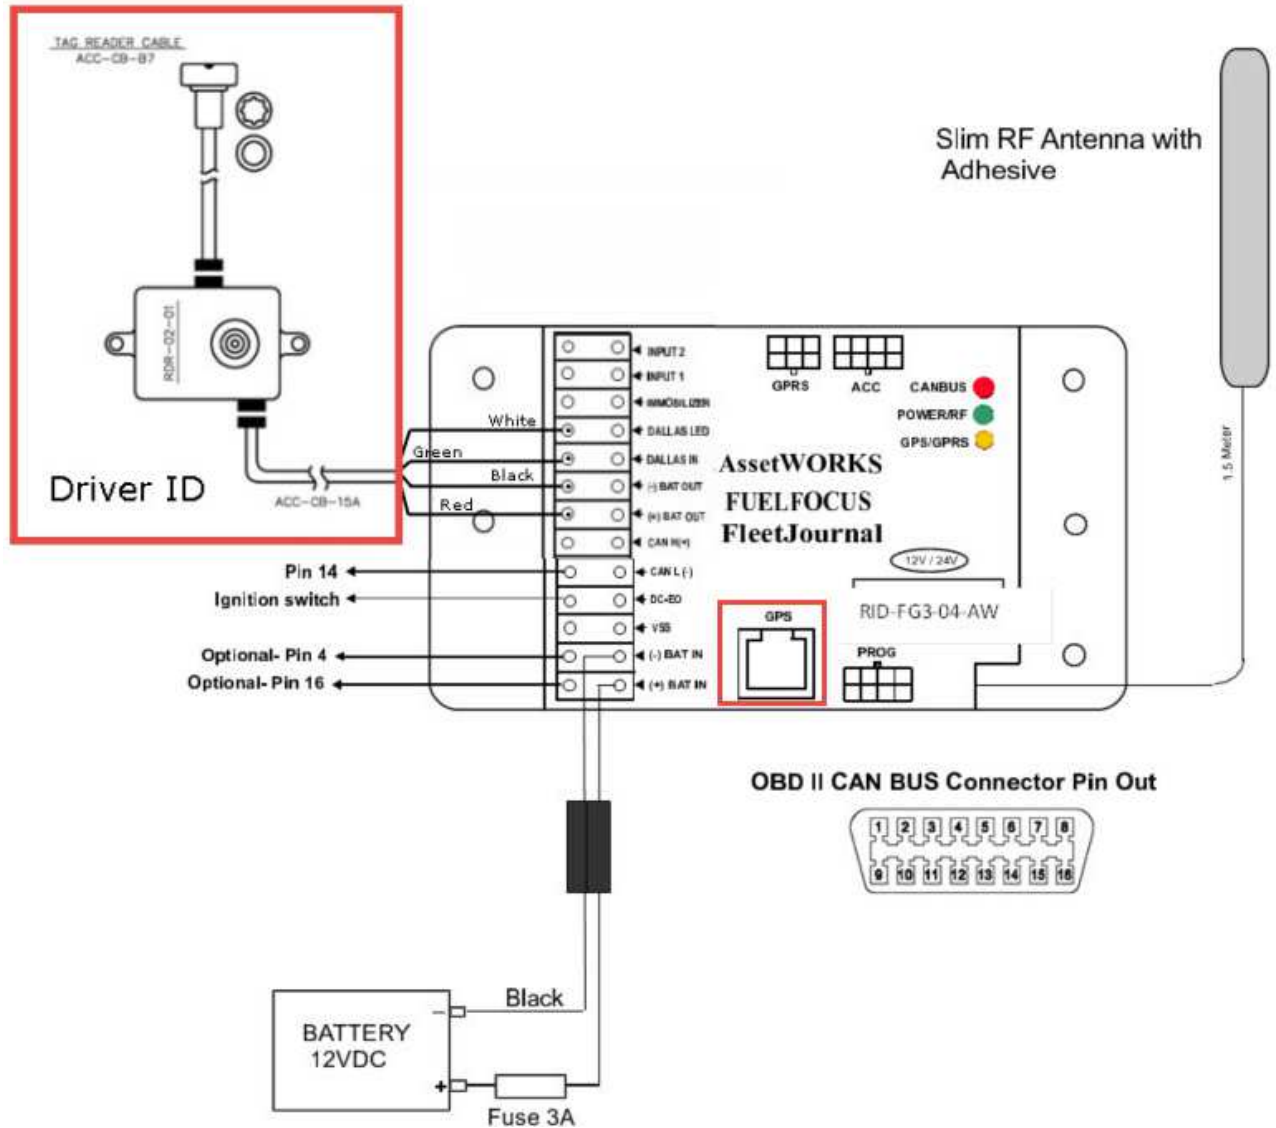 TAG READER CABLE
ACC-CB-B7
RDR-02-01
Driver ID
ACC-CB-15A
White
Green
Black
Red
Pin 14
Ignition switch
Optional- Pin 4
Optional- Pin 16
INPUT 2
INPUT 1
IMMOBILIZER
DALLAS LED
DALLAS IN
(-) BAT OUT
(+) BAT OUT
CAN H(+)
CAN L (-)
VSS
(-) BAT IN
(+) BAT IN
GPRS
ACC
CANBUS
POWER/RF
GPS/GPRS
AssetWORKS
FUELFOCUS
FleetJournal
12V / 24V
RID-FG3-04-AW
GPS
PROG
Slim RF Antenna with
Adhesive
1.5 Meter
OBD II CAN BUS Connector Pin Out
1 2 3 4 5 6 7 8
9 10 11 12 13 14 15 16
Black
BATTERY
12VDC
−
+
Fuse 3A